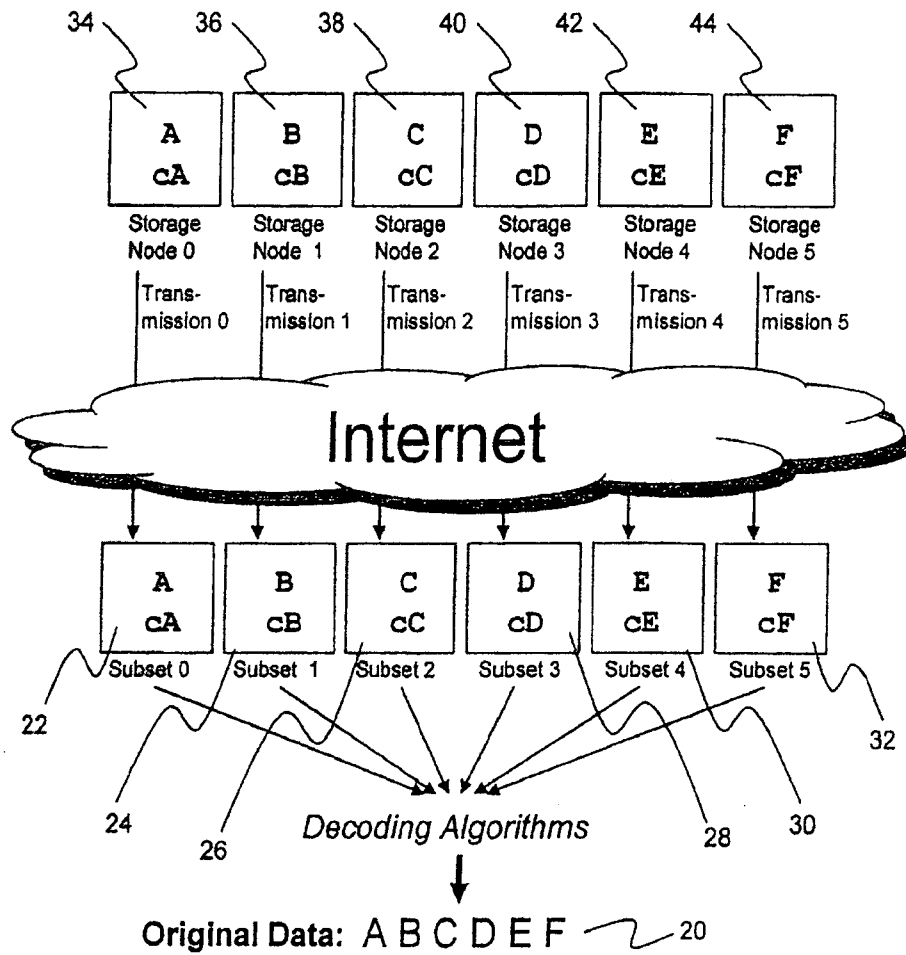 34 36 38 40 42 44
A B C D E F
cA cB cC cD cE cF
Storage Storage Storage Storage Storage Storage
Node 0 Node 1 Node 2 Node 3 Node 4 Node 5
Trans- Trans- Trans- Trans- Trans- Trans-
mission 0 mission 1 mission 2 mission 3 mission 4 mission 5
Internet
A B C D E F
cA cB cC cD cE cF
Subset 0 Subset 1 Subset 2 Subset 3 Subset 4 Subset 5
22 32
24 26 28 30
Decoding Algorithms
Original Data: A B C D E F 20